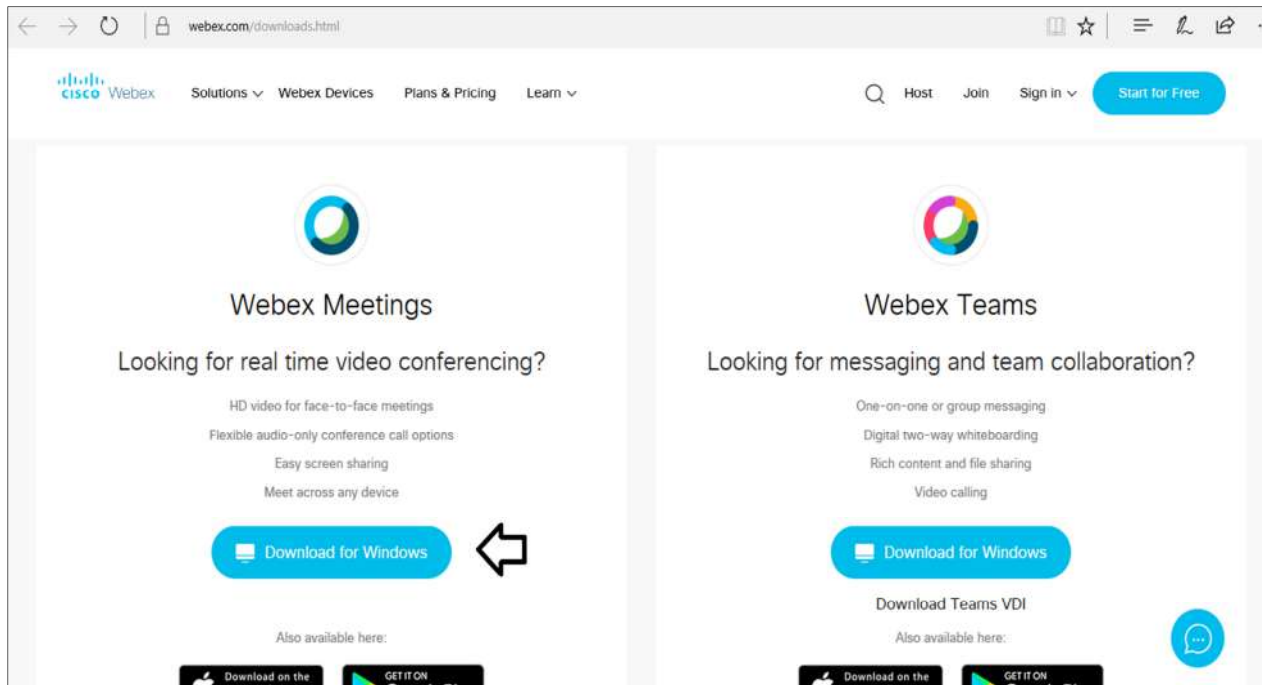 webex.com/downloads.html
cisco Webex Solutions Webex Devices Plans & Pricing Learn Host Join Sign in Start for Free
Webex Meetings
Looking for real time video conferencing?
HD video for face-to-face meetings
Flexible audio-only conference call options
Easy screen sharing
Meet across any device
Download for Windows
Also available here:
Download on the
GET IT ON
Webex Teams
Looking for messaging and team collaboration?
One-on-one or group messaging
Digital two-way whiteboarding
Rich content and file sharing
Video calling
Download for Windows
Download Teams VDI
Also available here:
Download on the
GET IT ON